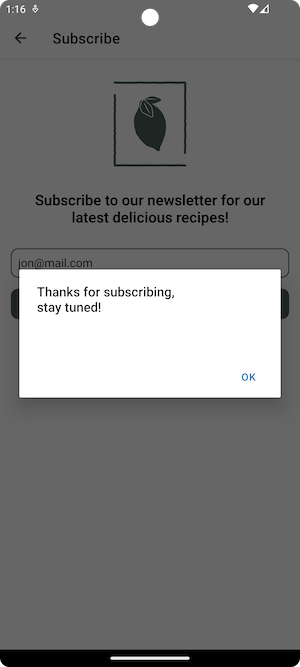 1:16
Subscribe
Subscribe to our newsletter for our
latest delicious recipes!
jon@mail.com
Thanks for subscribing,
stay tuned!
OK